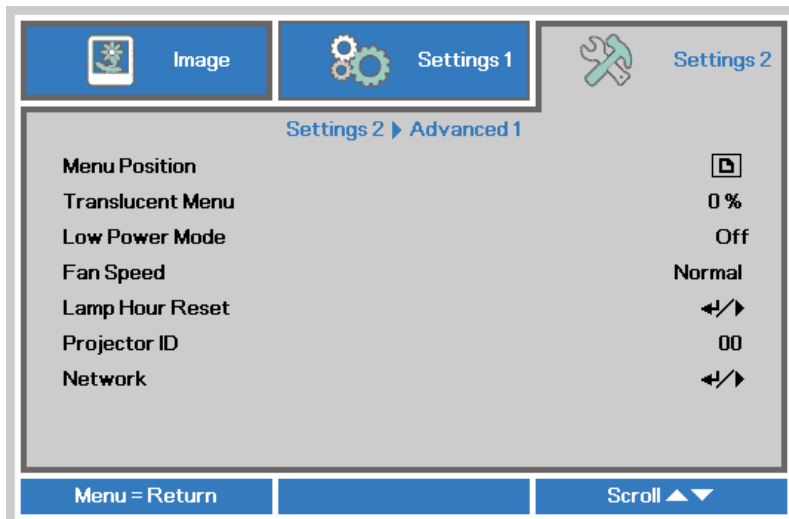 Image
Settings 1
Settings 2
Settings 2 Advanced 1
Menu Position
Translucent Menu 0 %
Low Power Mode Off
Fan Speed Normal
Lamp Hour Reset
Projector ID 00
Network
Menu = Return
Scroll